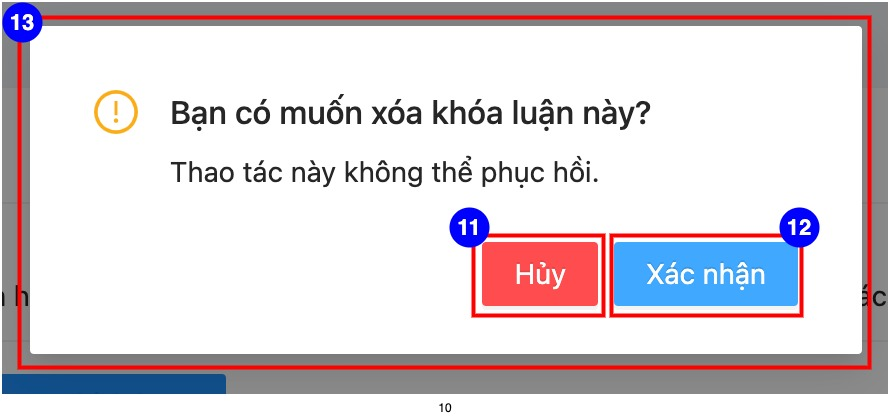 13
Bạn có muốn xóa khóa luận này?
Thao tác này không thể phục hồi.
11
12
Hủy
Xác nhận
10